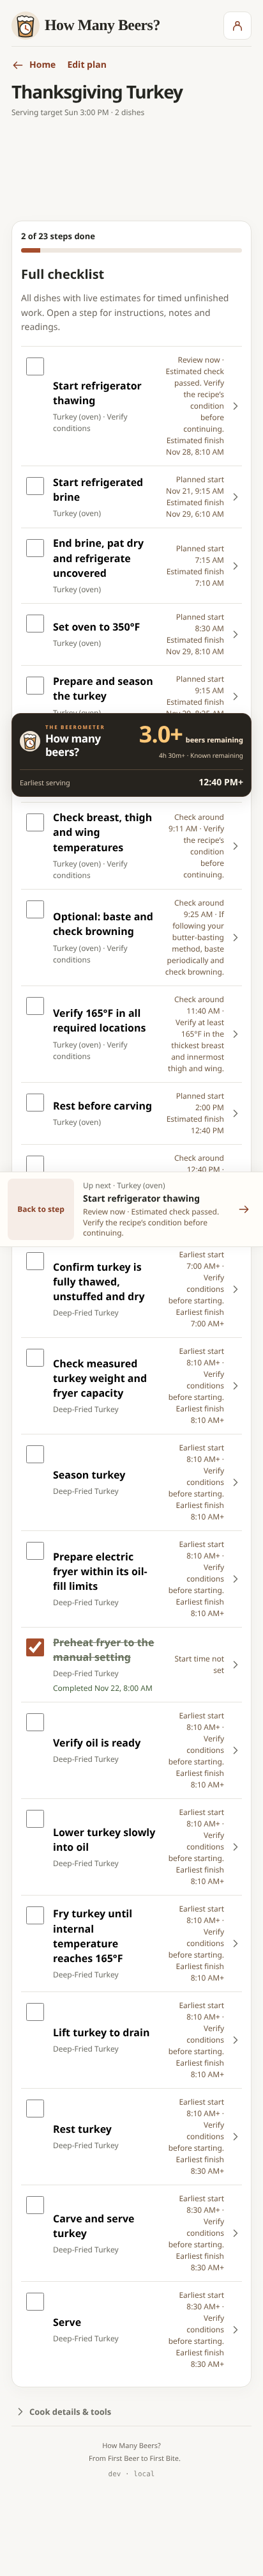 How Many Beers?
← Home Edit plan
Thanksgiving Turkey
Serving target Sun 3:00 PM · 2 dishes
2 of 23 steps done
Full checklist
All dishes with live estimates for timed unfinished
work. Open a step for instructions, notes and
readings.
Start refrigerator
thawing
Turkey (oven) · Verify
conditions
Review now ·
Estimated check
passed. Verify
the recipe's
condition
before
continuing.
Estimated finish
Nov 28, 8:10 AM
Start refrigerated
brine
Turkey (oven)
Planned start
Nov 21, 9:15 AM
Estimated finish
Nov 29, 6:10 AM
End brine, pat dry
and refrigerate
uncovered
Turkey (oven)
Planned start
7:15 AM
Estimated finish
7:10 AM
Set oven to 350°F
Turkey (oven)
Planned start
8:30 AM
Estimated finish
Nov 29, 8:10 AM
Prepare and season
the turkey
Planned start
9:15 AM
Estimated finish
THE BEEROMETER
How many
beers?
3.0+ beers remaining
4h 30m+ · Known remaining
Earliest serving
12:40 PM+
Check breast, thigh
and wing
temperatures
Turkey (oven) · Verify
conditions
Check around
9:11 AM · Verify
the recipe's
condition
before
continuing.
Optional: baste and
check browning
Turkey (oven) · Verify
conditions
Check around
9:25 AM · If
following your
butter-basting
method, baste
periodically and
check browning.
Verify 165°F in all
required locations
Turkey (oven) · Verify
conditions
Check around
11:40 AM ·
Verify at least
165°F in the
thickest breast
and innermost
thigh and wing.
Rest before carving
Turkey (oven)
Planned start
2:00 PM
Estimated finish
12:40 PM
Check around
12:40 PM ·
Back to step
Up next · Turkey (oven)
Start refrigerator thawing
Review now · Estimated check passed.
Verify the recipe's condition before
continuing.
Confirm turkey is
fully thawed,
unstuffed and dry
Deep-Fried Turkey
Earliest start
7:00 AM+ ·
Verify
conditions
before starting.
Earliest finish
7:00 AM+
Check measured
turkey weight and
fryer capacity
Deep-Fried Turkey
Earliest start
8:10 AM+ ·
Verify
conditions
before starting.
Earliest finish
8:10 AM+
Season turkey
Deep-Fried Turkey
Earliest start
8:10 AM+ ·
Verify
conditions
before starting.
Earliest finish
8:10 AM+
Prepare electric
fryer within its oil-
fill limits
Deep-Fried Turkey
Earliest start
8:10 AM+ ·
Verify
conditions
before starting.
Earliest finish
8:10 AM+
Preheat fryer to the
manual setting
Deep-Fried Turkey
Completed Nov 22, 8:00 AM
Start time not
set
Verify oil is ready
Deep-Fried Turkey
Earliest start
8:10 AM+ ·
Verify
conditions
before starting.
Earliest finish
8:10 AM+
Lower turkey slowly
into oil
Deep-Fried Turkey
Earliest start
8:10 AM+ ·
Verify
conditions
before starting.
Earliest finish
8:10 AM+
Fry turkey until
internal
temperature
reaches 165°F
Deep-Fried Turkey
Earliest start
8:10 AM+ ·
Verify
conditions
before starting.
Earliest finish
8:10 AM+
Lift turkey to drain
Deep-Fried Turkey
Earliest start
8:10 AM+ ·
Verify
conditions
before starting.
Earliest finish
8:10 AM+
Rest turkey
Deep-Fried Turkey
Earliest start
8:10 AM+ ·
Verify
conditions
before starting.
Earliest finish
8:30 AM+
Carve and serve
turkey
Deep-Fried Turkey
Earliest start
8:30 AM+ ·
Verify
conditions
before starting.
Earliest finish
8:30 AM+
Serve
Deep-Fried Turkey
Earliest start
8:30 AM+ ·
Verify
conditions
before starting.
Earliest finish
8:30 AM+
Cook details & tools
How Many Beers?
From First Beer to First Bite.
dev · local